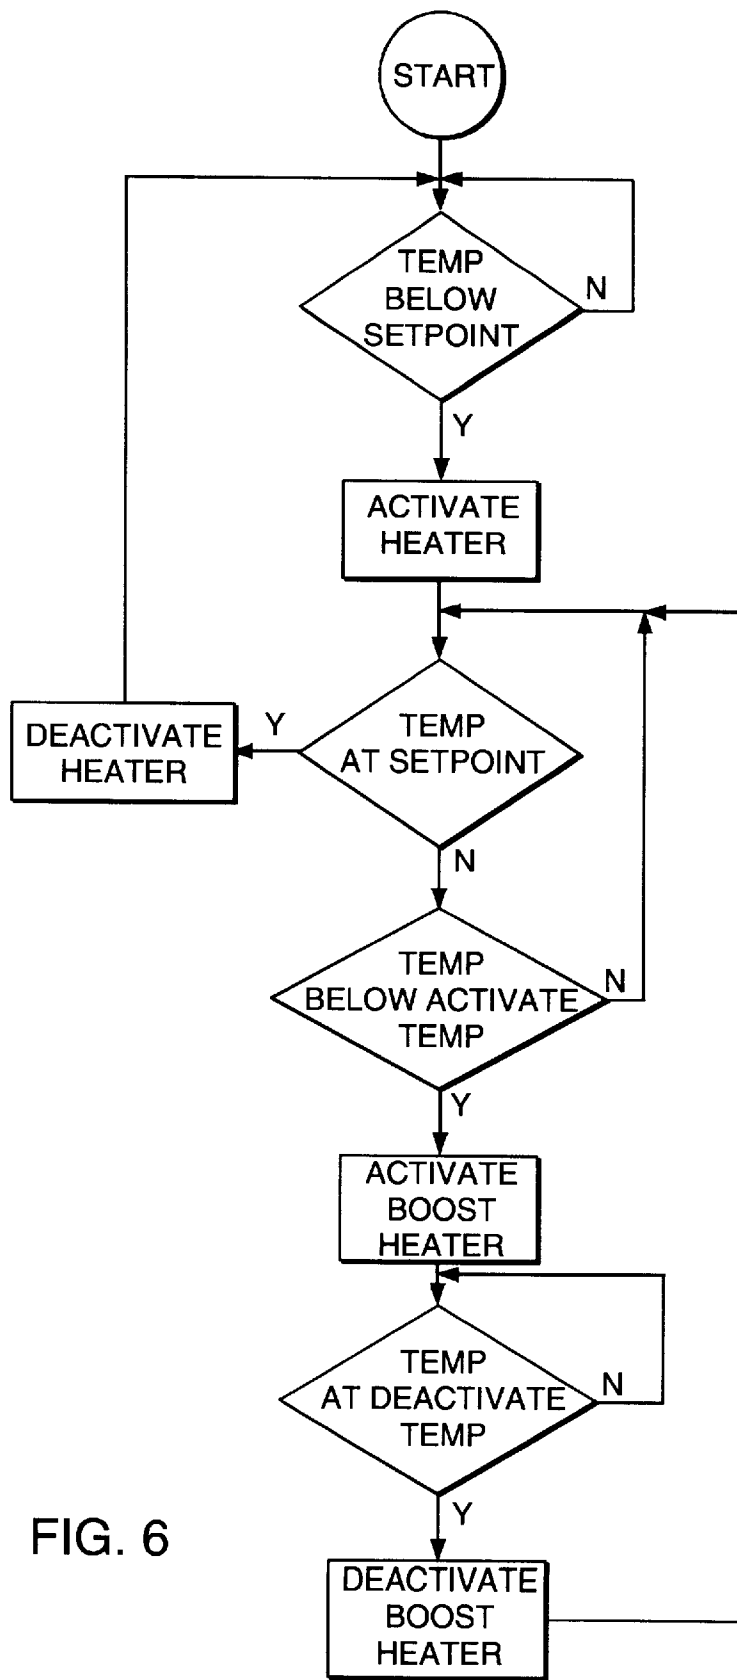 START
TEMP
BELOW
SETPOINT
N
Y
ACTIVATE
HEATER
DEACTIVATE
HEATER
Y
TEMP
AT SETPOINT
N
TEMP
BELOW ACTIVATE
TEMP
N
Y
ACTIVATE
BOOST
HEATER
TEMP
AT DEACTIVATE
TEMP
N
Y
FIG. 6
DEACTIVATE
BOOST
HEATER